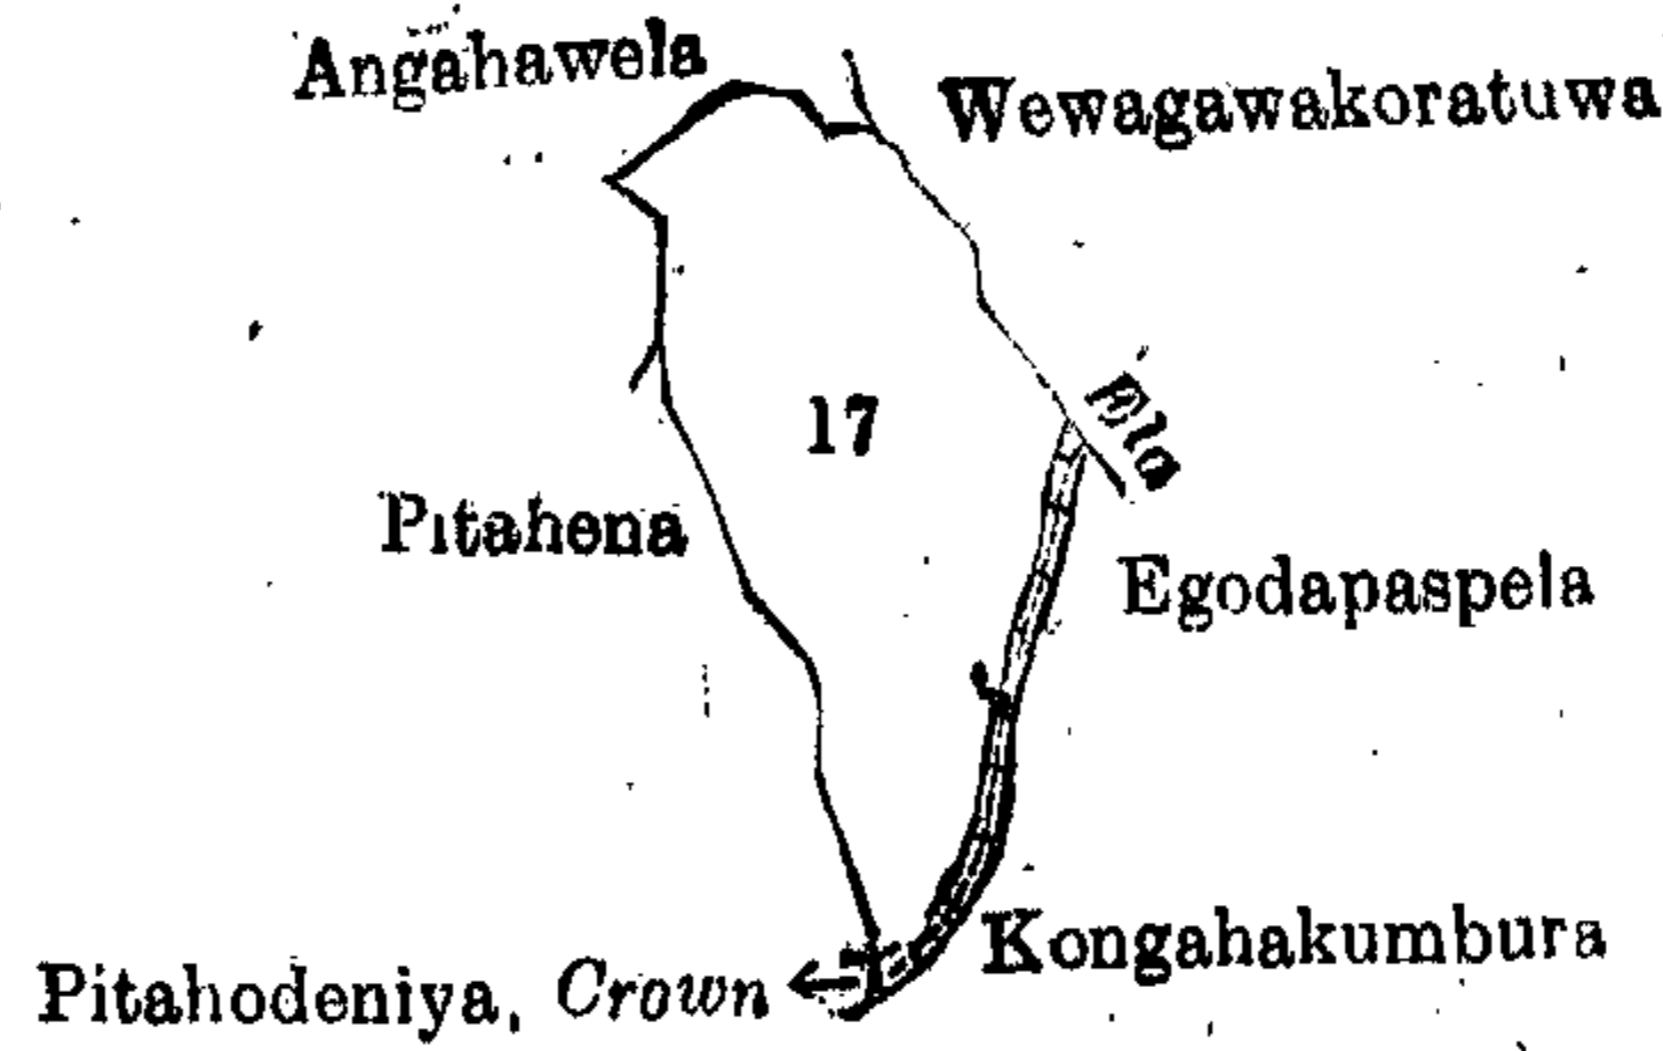 Angahawela
Wewagawakoratuwa
17
Ela
Pitahena
Egodapaspela
Kongahakumbura
Pitahodeniya, Crown